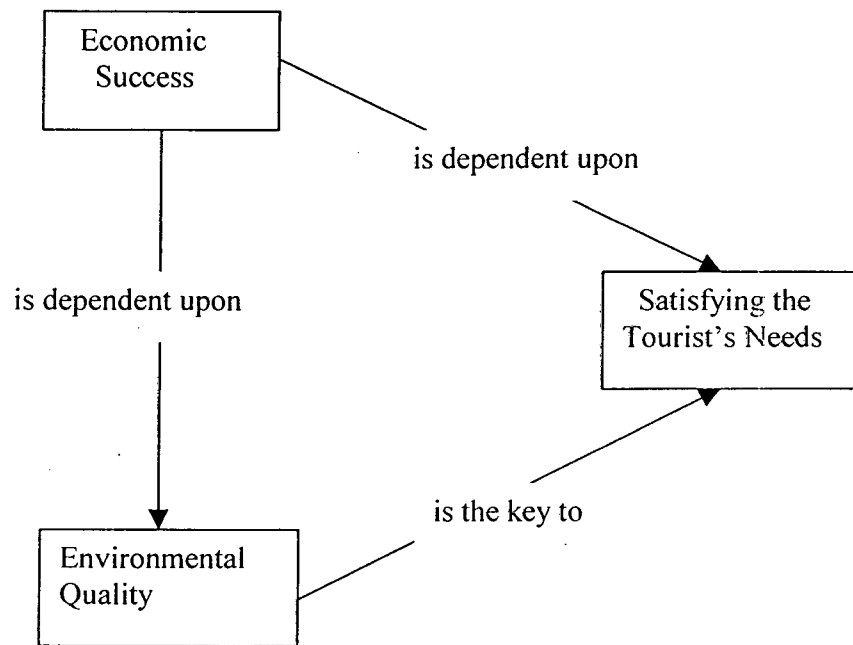 Economic
Success
is dependent upon
is dependent upon
Satisfying the
Tourist's Needs
is the key to
Environmental
Quality